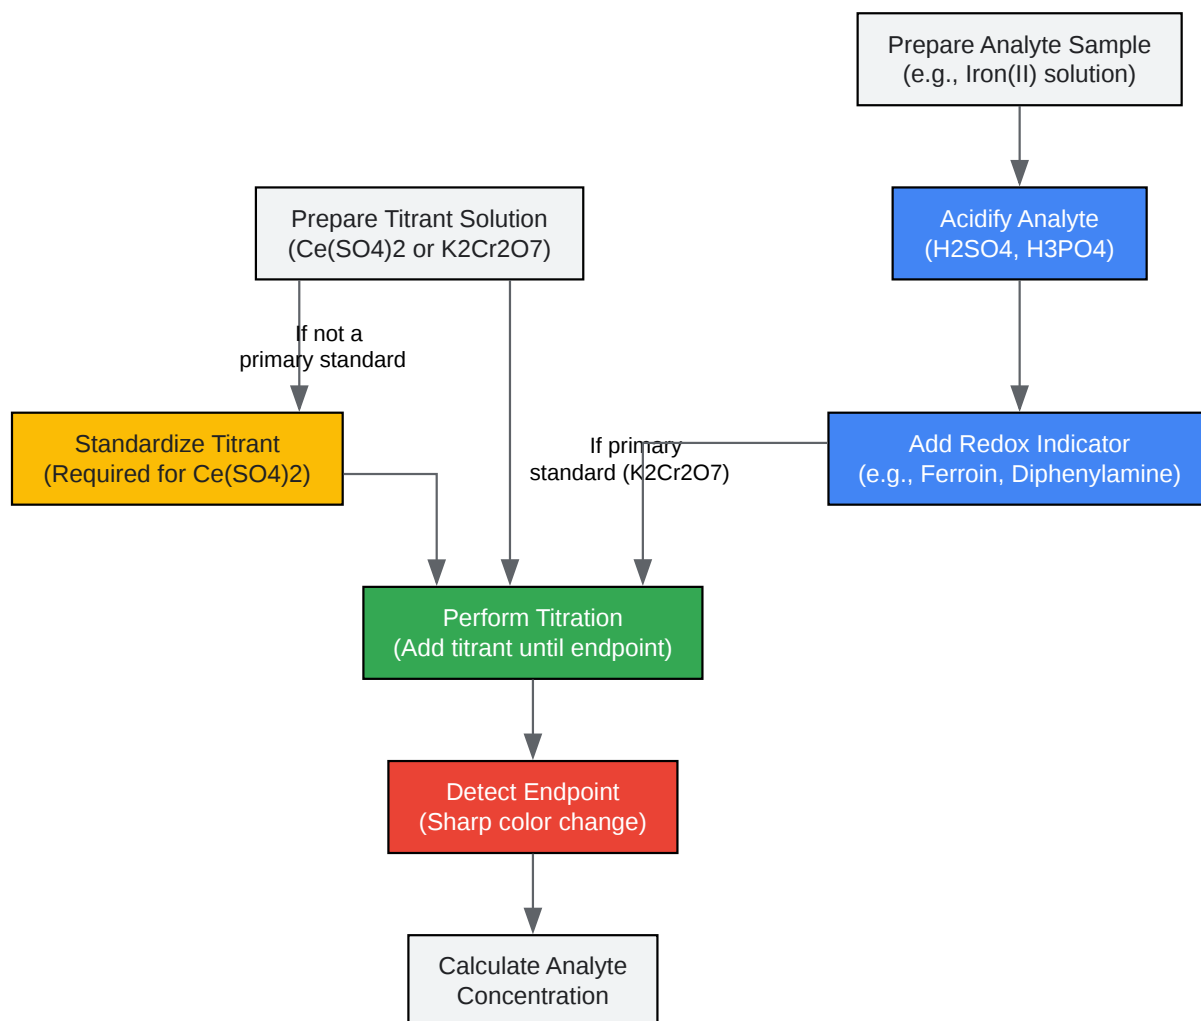 Prepare Analyte Sample
(e.g., Iron(II) solution)
Prepare Titrant Solution
(Ce(SO4)2 or K2Cr2O7)
Acidify Analyte
(H2SO4, H3PO4)
If not a
primary standard
Standardize Titrant
(Required for Ce(SO4)2)
If primary
standard (K2Cr2O7)
Add Redox Indicator
(e.g., Ferroin, Diphenylamine)
Perform Titration
(Add titrant until endpoint)
Detect Endpoint
(Sharp color change)
Calculate Analyte
Concentration